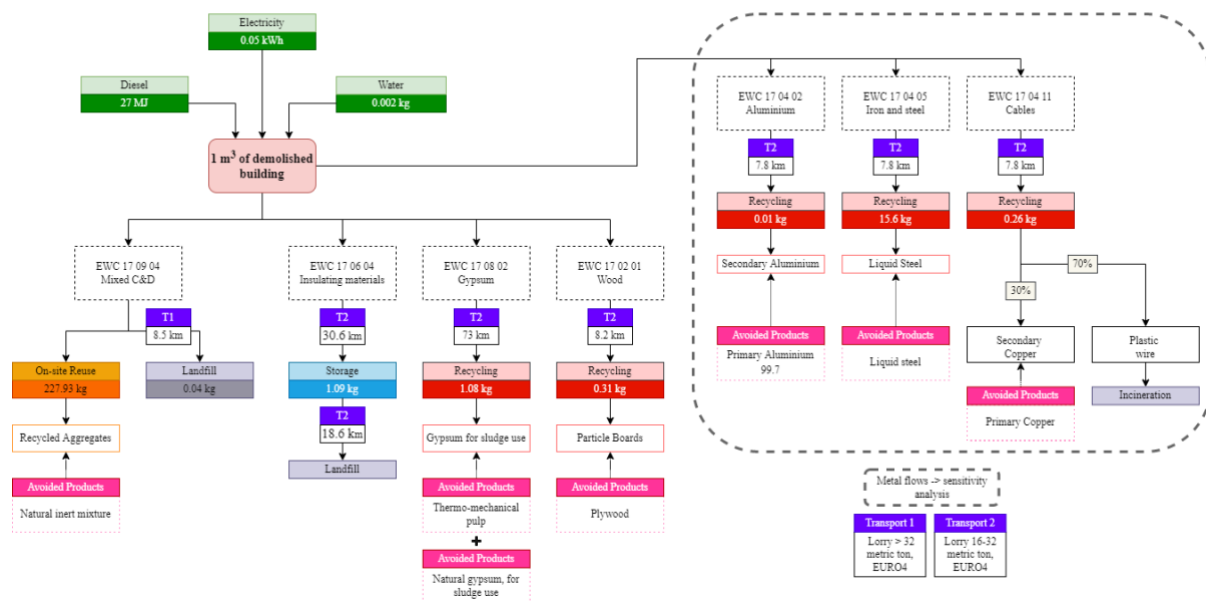 Electricity
0.05 kWh
Diesel
27 MJ
Water
0.002 kg
1 m³ of demolished
building
EWC 17 09 04
Mixed C&D
T1
8.5 km
On-site Reuse
227.93 kg
Landfill
0.04 kg
Recycled Aggregates
Avoided Products
Natural inert mixture
EWC 17 06 04
Insulating materials
T2
30.6 km
Storage
1.09 kg
T2
18.6 km
Landfill
EWC 17 08 02
Gypsum
T2
73 km
Recycling
1.08 kg
Gypsum for sludge use
Avoided Products
Thermo-mechanical
pulp
+
Avoided Products
Natural gypsum, for
sludge use
EWC 17 02 01
Wood
T2
8.2 km
Recycling
0.31 kg
Particle Boards
Avoided Products
Plywood
EWC 17 04 02
Aluminium
T2
7.8 km
Recycling
0.01 kg
Secondary Aluminium
Avoided Products
Primary Aluminium
99.7
EWC 17 04 05
Iron and steel
T2
7.8 km
Recycling
15.6 kg
Liquid Steel
Avoided Products
Liquid steel
EWC 17 04 11
Cables
T2
7.8 km
Recycling
0.26 kg
70%
30%
Secondary
Copper
Avoided Products
Primary Copper
Plastic
wire
Incineration
Metal flows -> sensitivity
analysis
Transport 1
Lorry > 32
metric ton,
EURO4
Transport 2
Lorry 16-32
metric ton,
EURO4